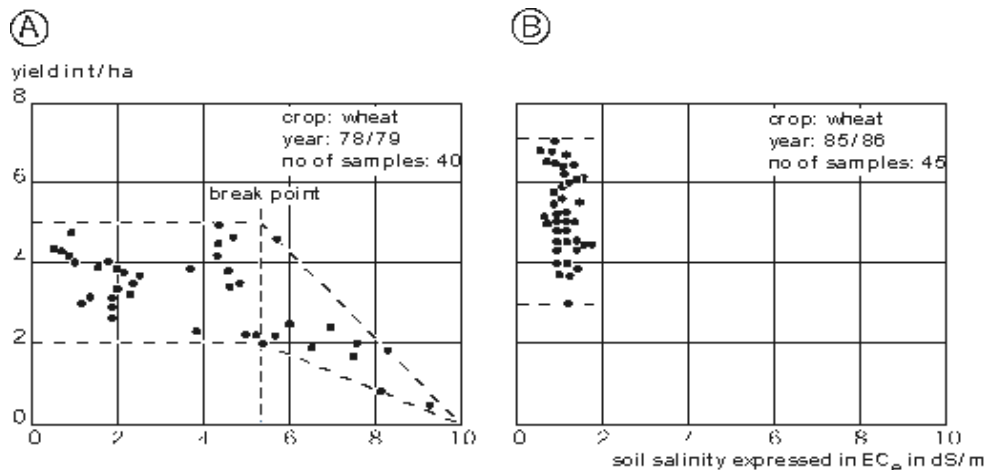 A
B
yield in t/ha
8
6
4
2
0
crop: wheat
year: 78/79
no of samples: 40
break point
0 2 4 6 8 10
crop: wheat
year: 85/86
no of samples: 45
0 2 4 6 8 10
soil salinity expressed in ECe in dS/m